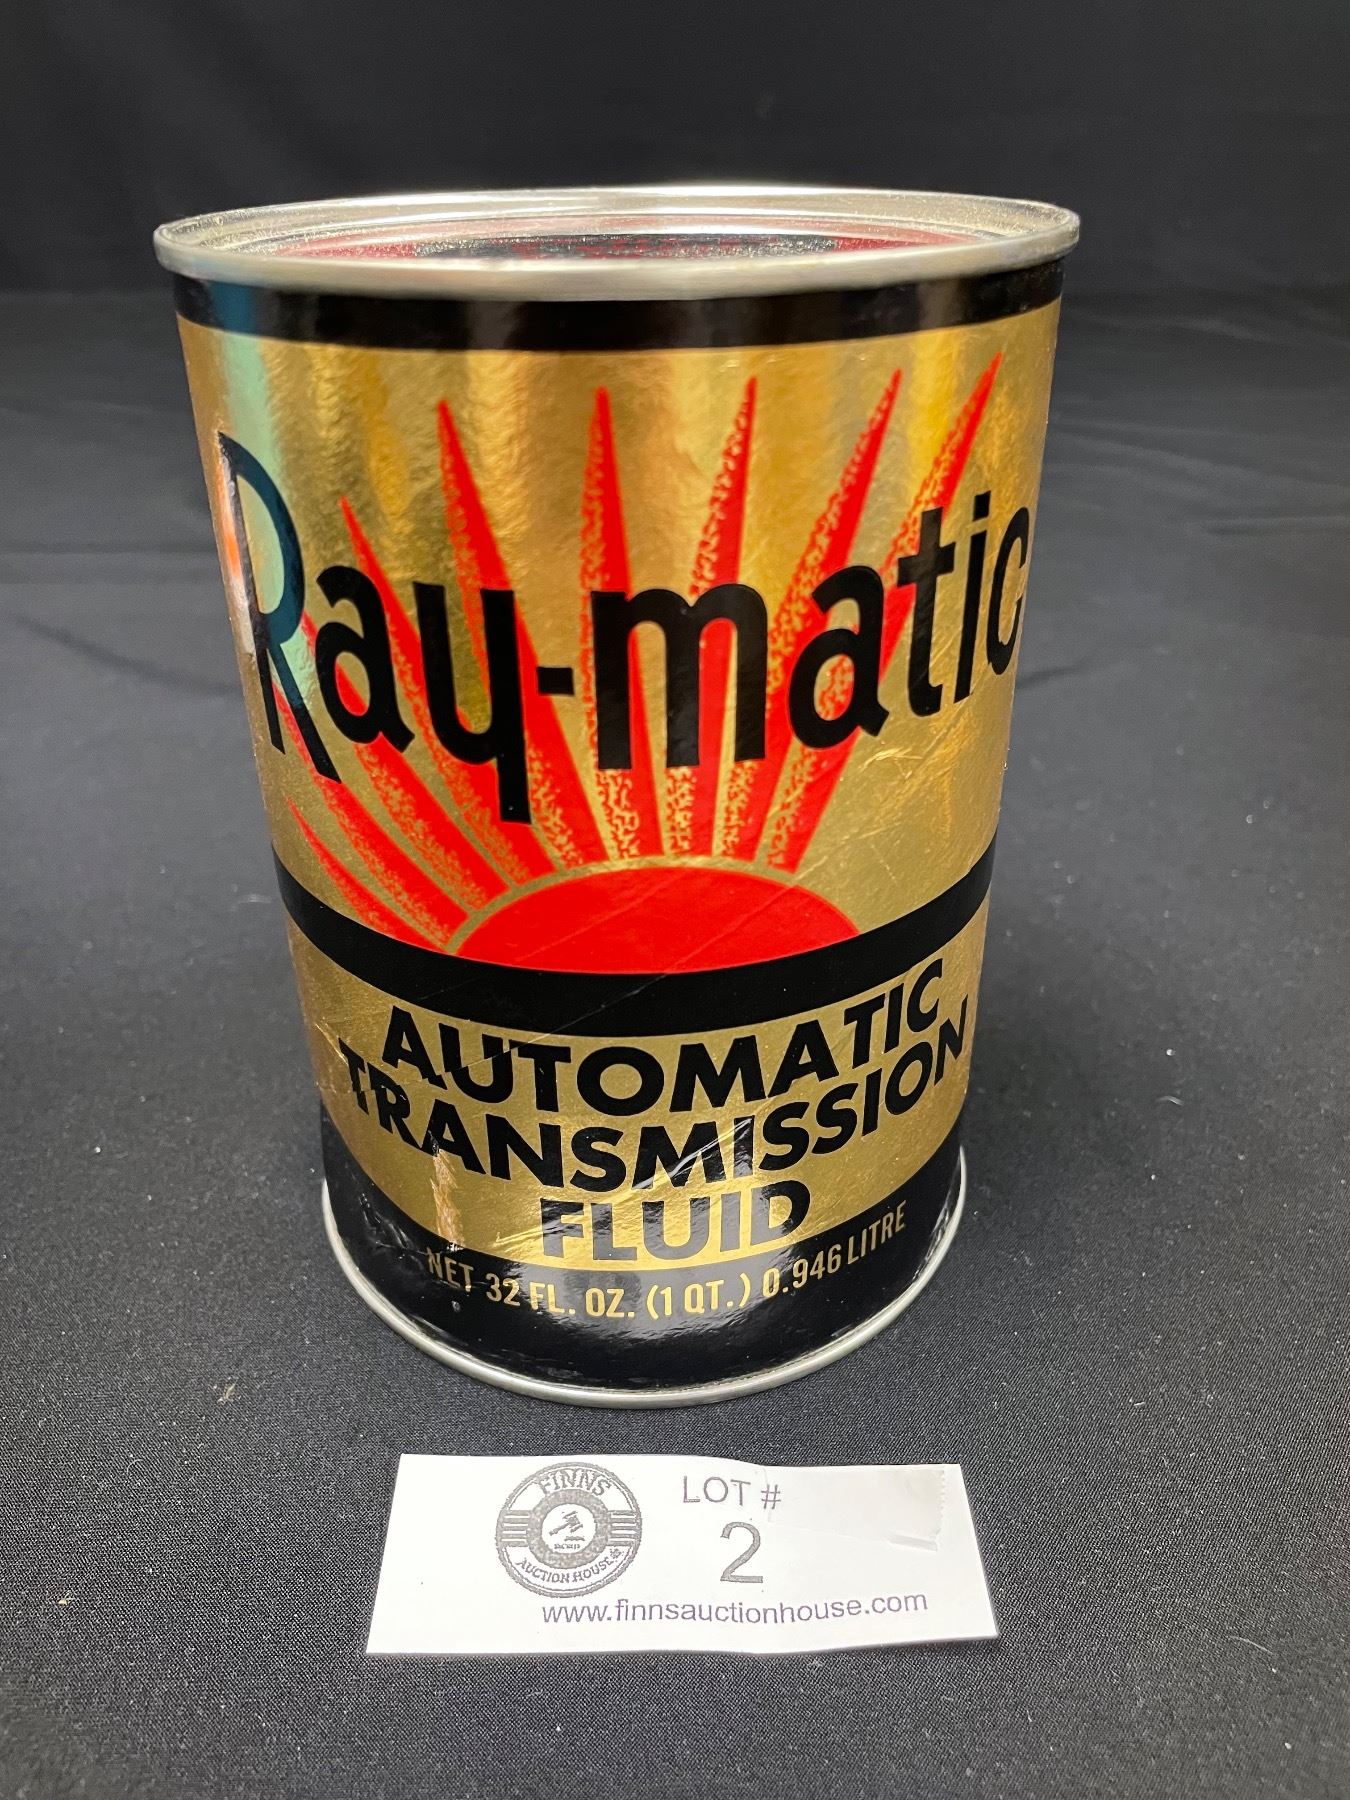 Ray-matic
AUTOMATIC
TRANSMISSION
FLUID
NET 32 FL. OZ. (1 QT.) 0.946 LITRE
FINNS
AUCTION HOUSE
LOT #
2
www.finnsauctionhouse.com